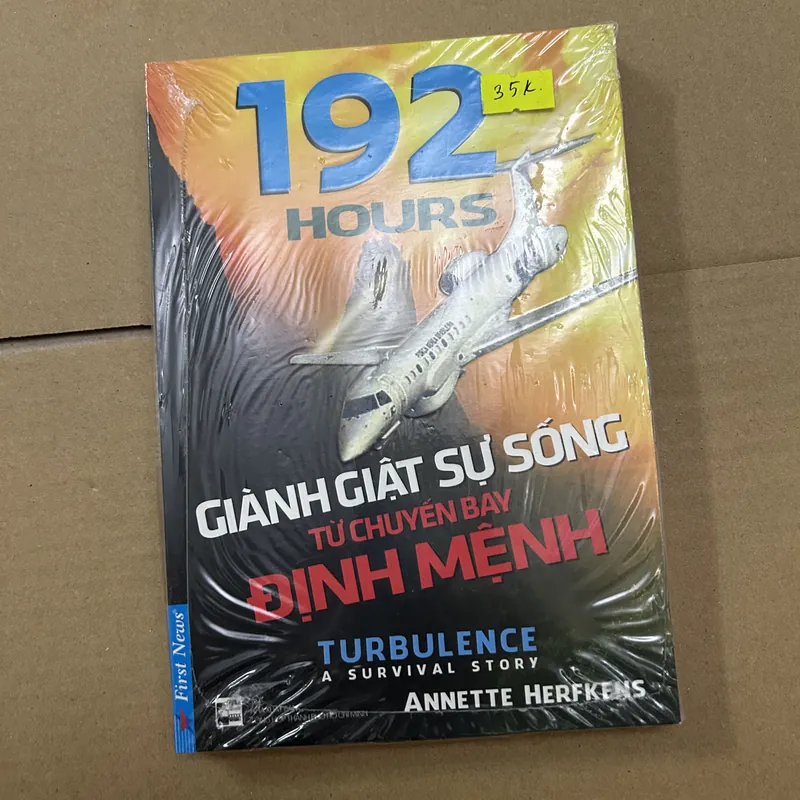 192
35K.
HOURS
GIÀNH GIẬT SỰ SỐNG
TỪ CHUYẾN BAY
ĐỊNH MỆNH
TURBULENCE
A SURVIVAL STORY
ANNETTE HERFKENS
First News